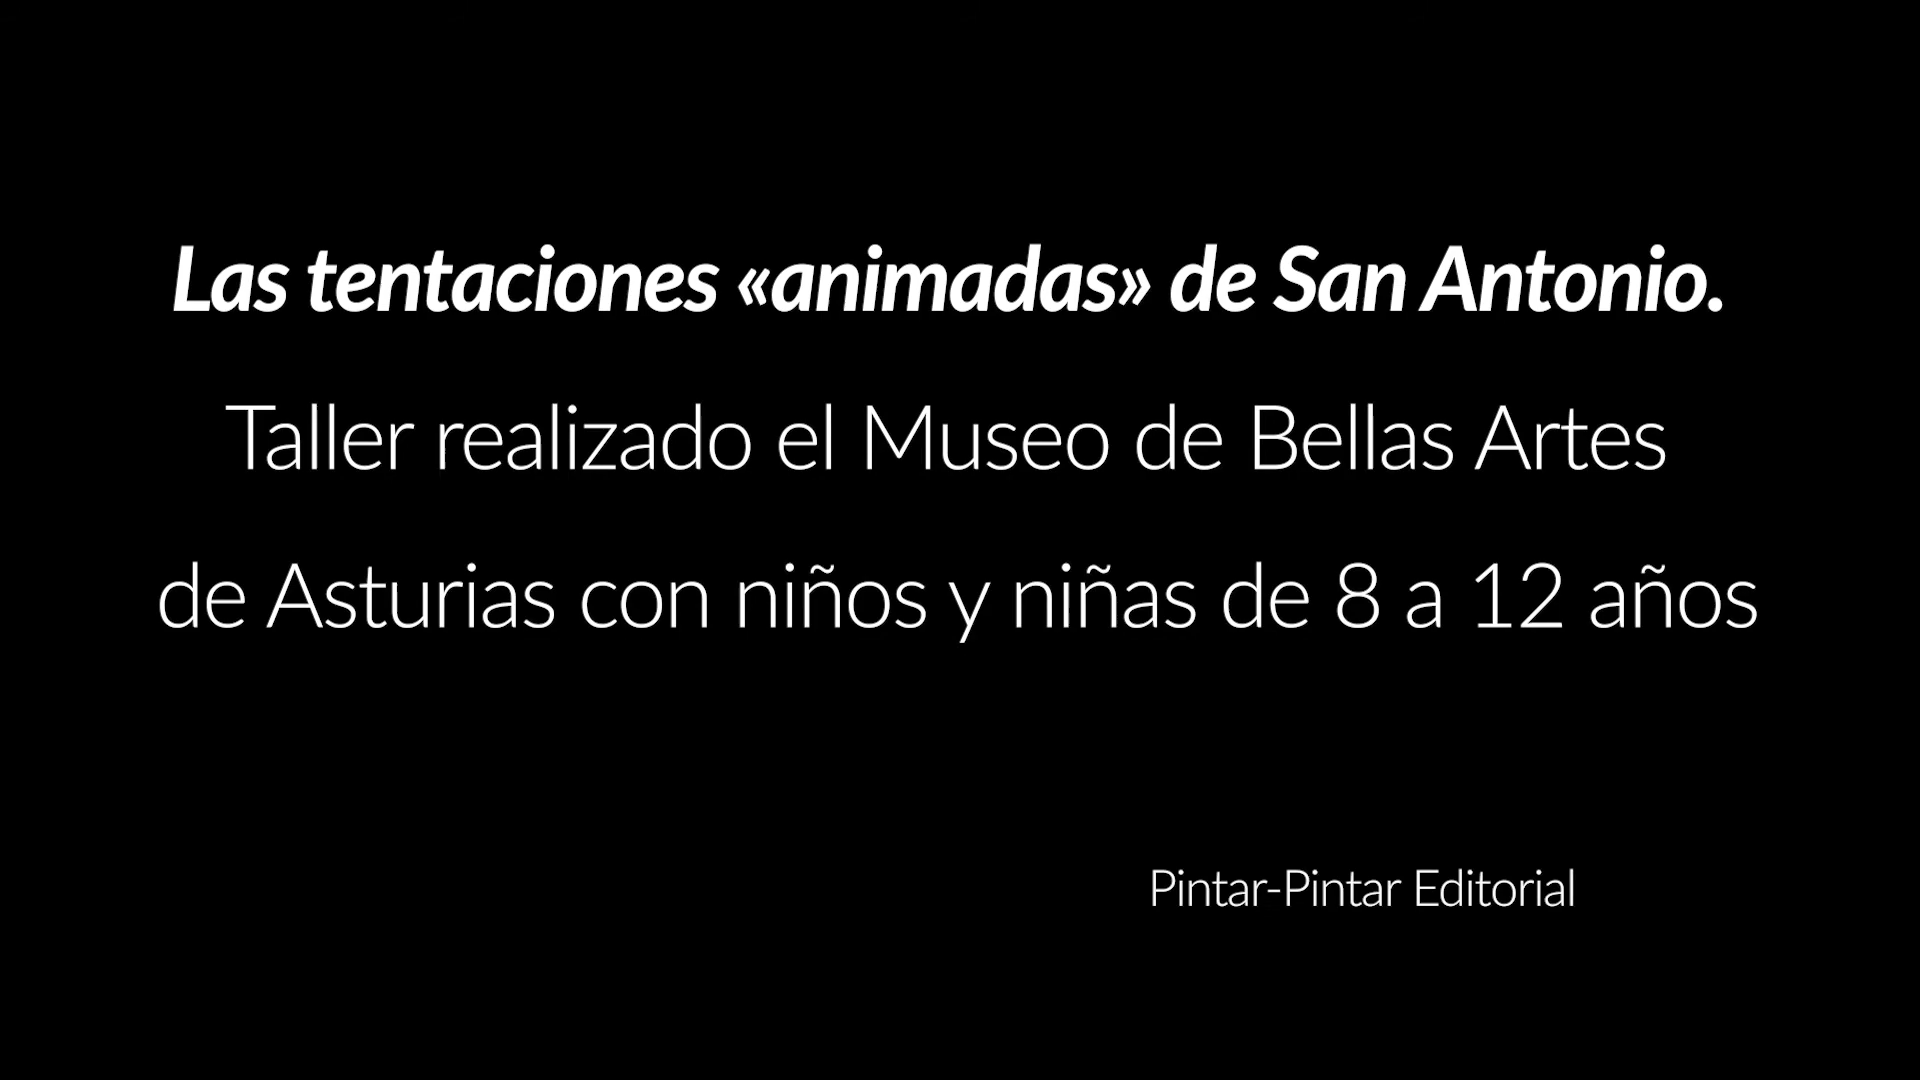 Las tentaciones «animadas» de San Antonio.
Taller realizado el Museo de Bellas Artes
de Asturias con niños y niñas de 8 a 12 años
Pintar-Pintar Editorial